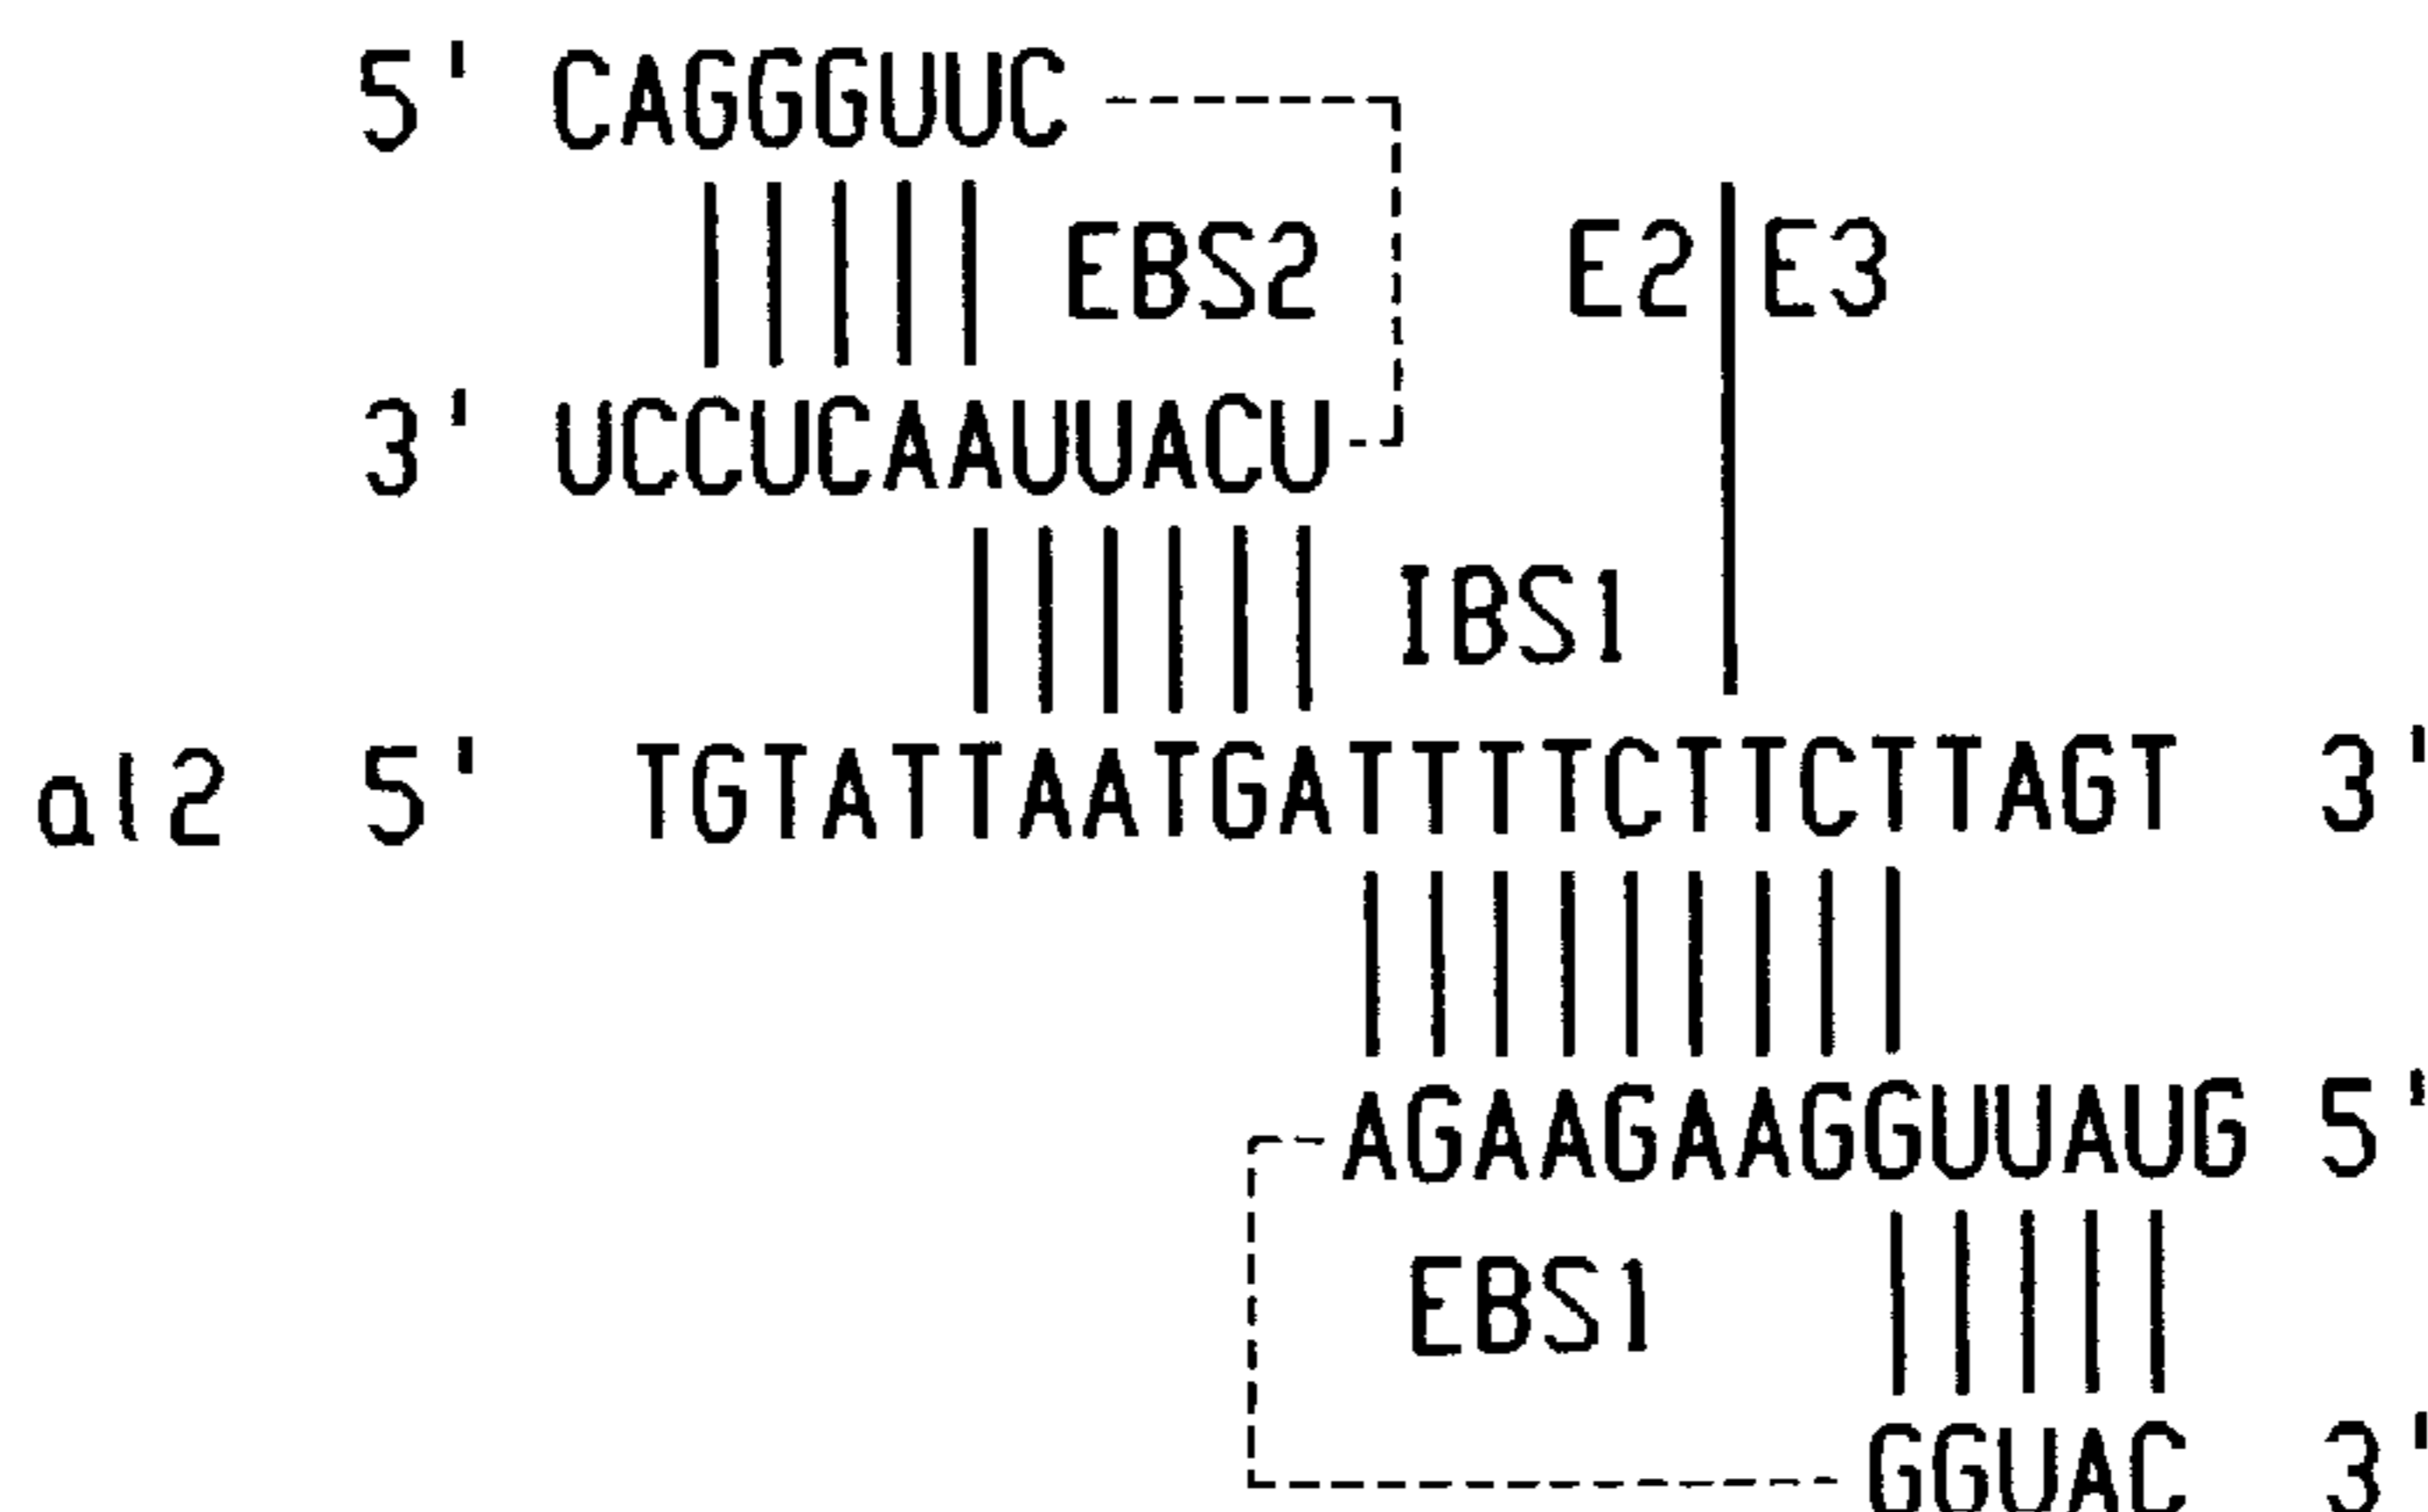 5' CAGGGUUC
EBS2 E2 E3
3' UCCUCAAUUACU
IBS1
al2 5' TGTATTAATGATTTTCTTCTTAGT 3'
AGAAGAAGGUUAUG 5'
EBS1
GGUAC 3'